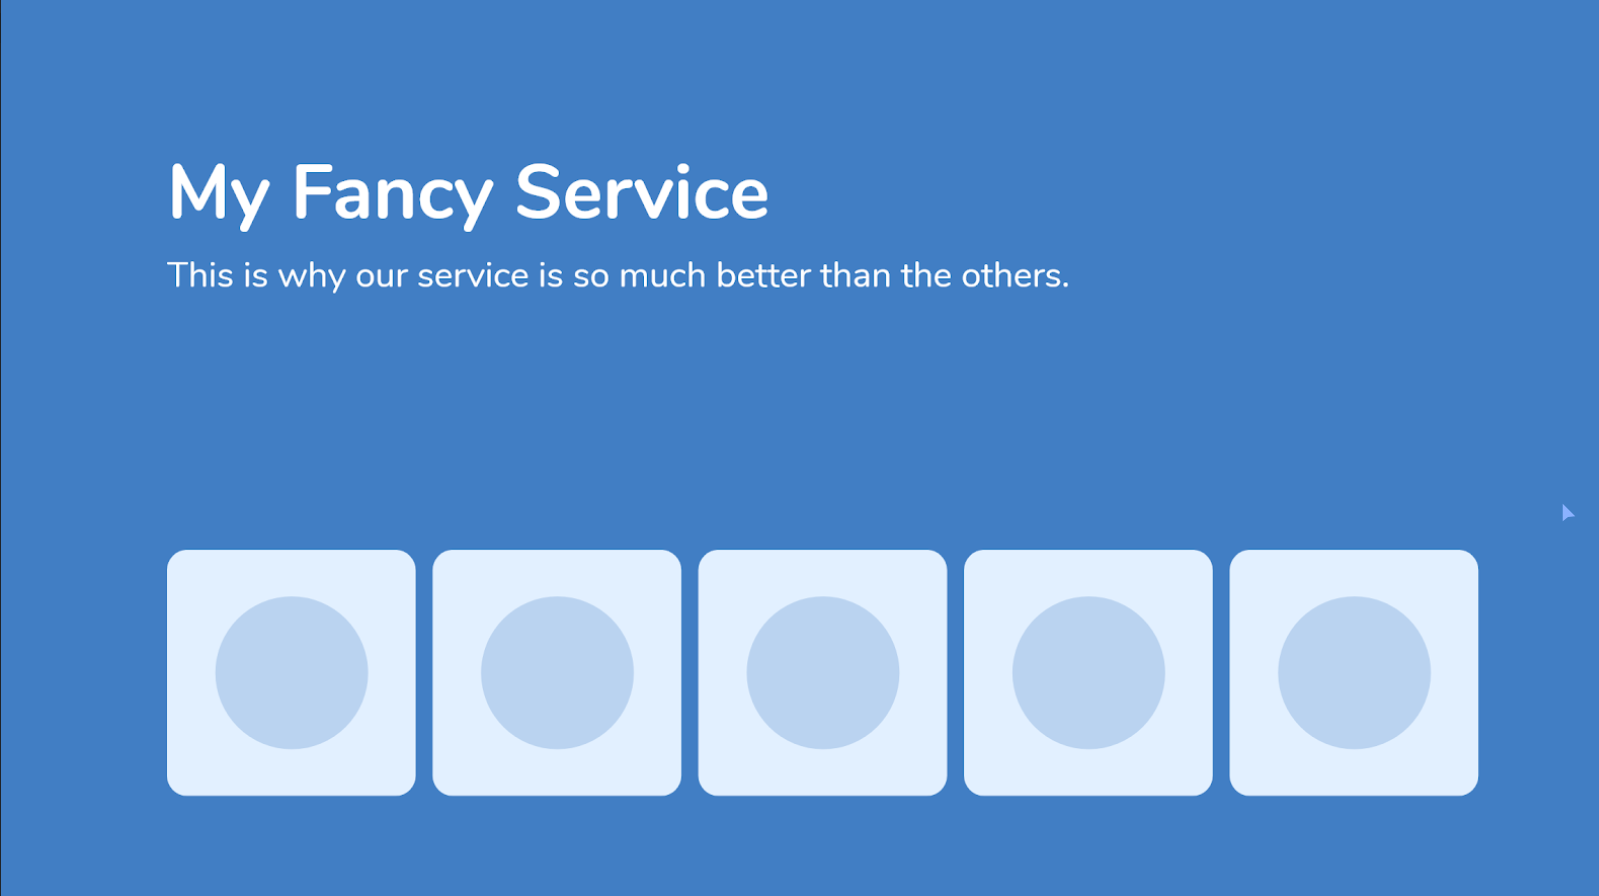 My Fancy Service
This is why our service is so much better than the others.